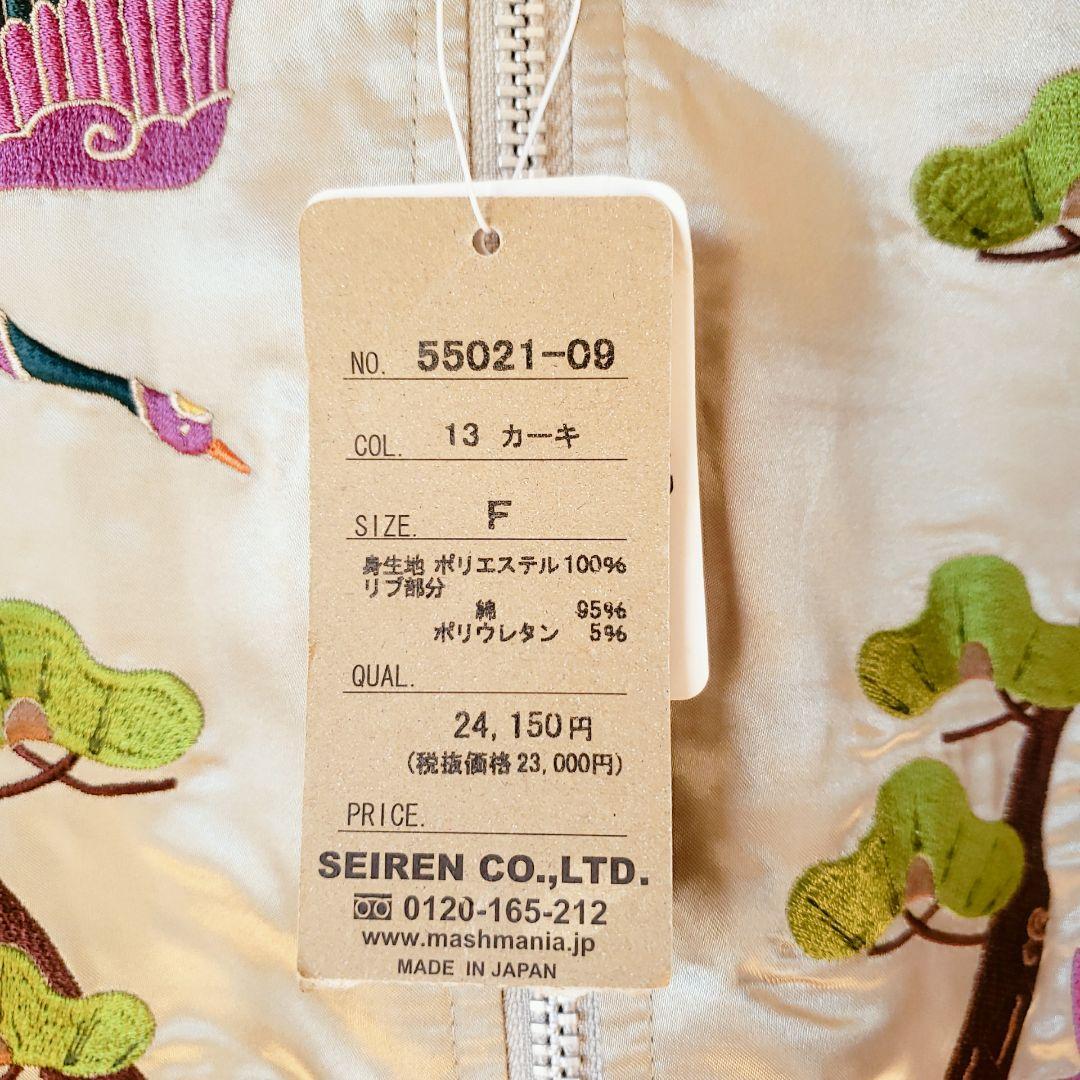 NO. 55021-09
COL. 13 カーキ
SIZE. F
身生地 ポリエステル 100%
リブ部分
綿 95%
ポリウレタン 5%
QUAL.
24,150円
(税抜価格23,000円)
PRICE.
SEIREN CO.,LTD.
0120-165-212
www.mashmania.jp
MADE IN JAPAN